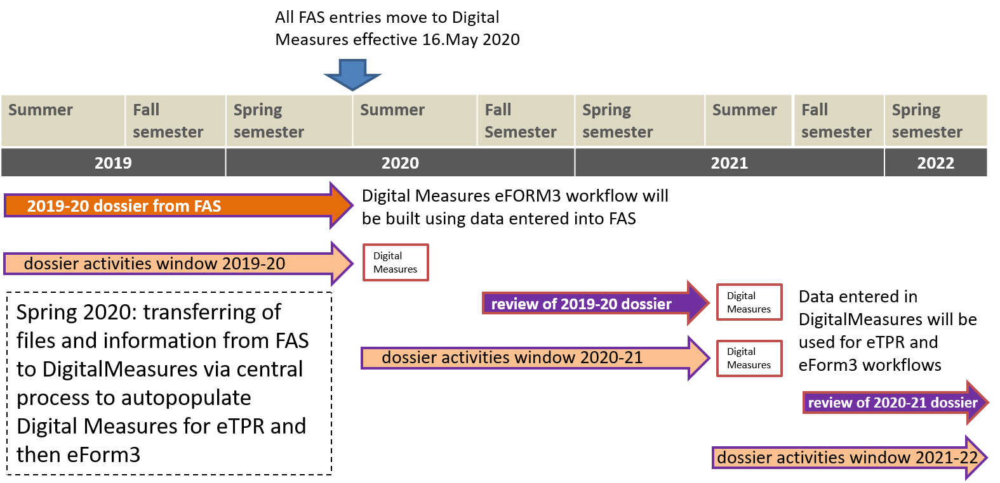 All FAS entries move to Digital
Measures effective 16.May 2020
Summer
Fall
semester
Spring
semester
Summer
Fall
Semester
Spring
semester
Summer
Fall
semester
Spring
semester
2019
2020
2021
2022
2019-20 dossier from FAS
Digital Measures eFORM3 workflow will
be built using data entered into FAS
dossier activities window 2019-20
Digital
Measures
review of 2019-20 dossier
Digital
Measures
Data entered in
DigitalMeasures will be
used for eTPR and
eForm3 workflows
Spring 2020: transferring of
files and information from FAS
to DigitalMeasures via central
process to autopopulate
Digital Measures for eTPR and
then eForm3
dossier activities window 2020-21
Digital
Measures
review of 2020-21 dossier
dossier activities window 2021-22